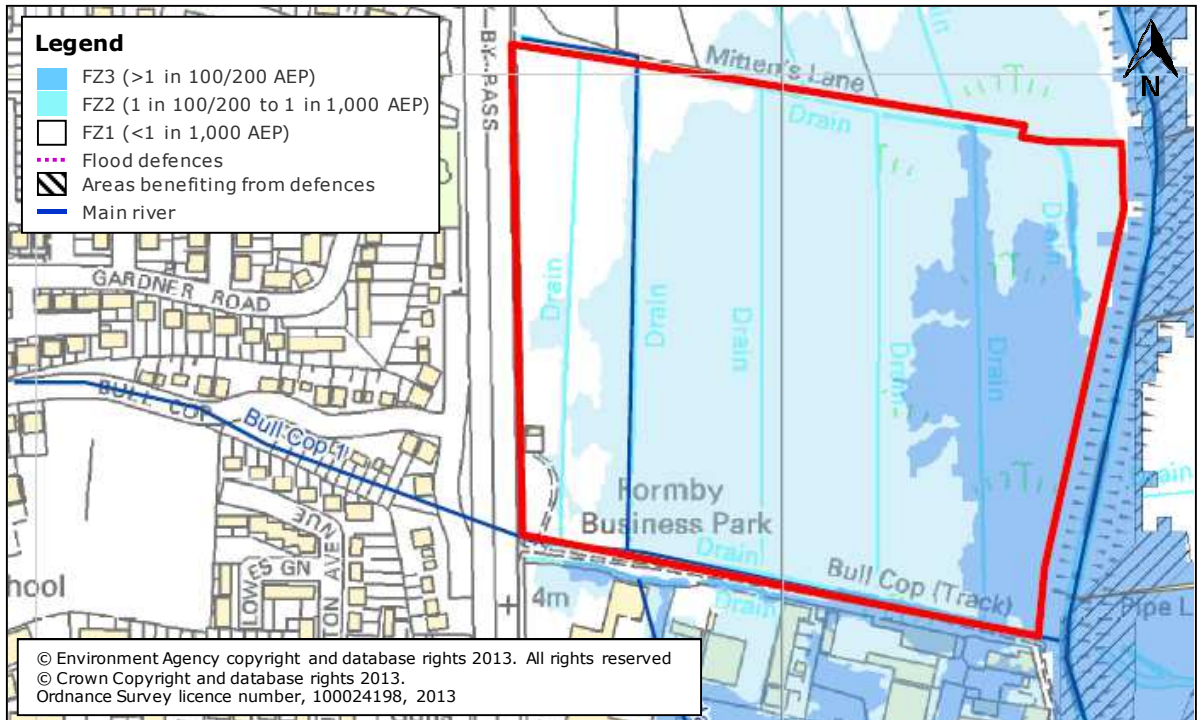 Legend
FZ3 (>1 in 100/200 AEP)
FZ2 (1 in 100/200 to 1 in 1,000 AEP)
FZ1 (<1 in 1,000 AEP)
Flood defences
Areas benefiting from defences
Main river
BY-PASS
Mitten's Lane
N
Drain
Drain
Drain
Drain
Drain
Drain
Drain
Drain
GARDNER ROAD
BULL COP
Bull Cop
Formby
Business Park
Drain
Drain
Bull Cop (Track)
Drain
LOWES GN
hool
4m
Pipe L
© Environment Agency copyright and database rights 2013. All rights reserved
© Crown Copyright and database rights 2013.
Ordnance Survey licence number, 100024198, 2013